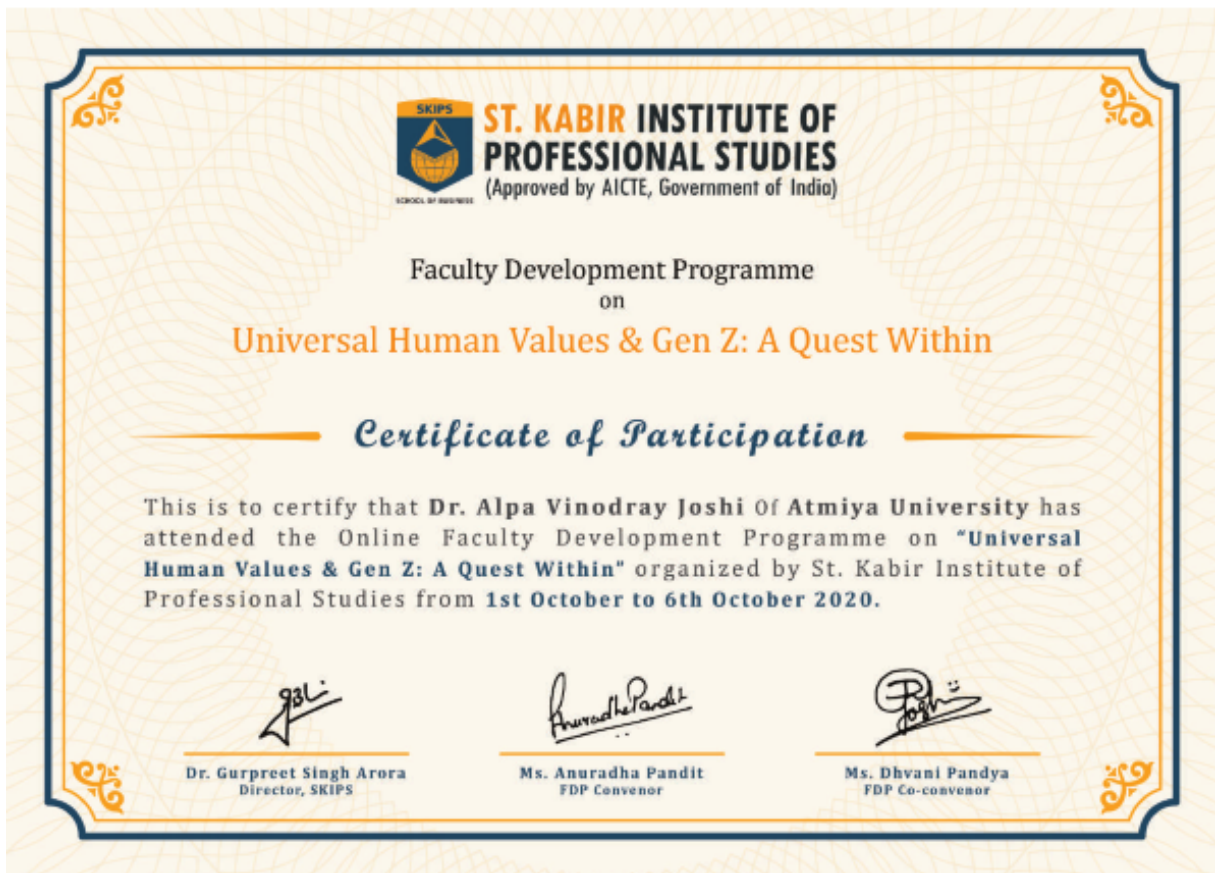 SKIPS
SCHOOL OF BUSINESS
ST. KABIR INSTITUTE OF
PROFESSIONAL STUDIES
(Approved by AICTE, Government of India)
Faculty Development Programme
on
Universal Human Values & Gen Z: A Quest Within
Certificate of Participation
This is to certify that Dr. Alpa Vinodray Joshi Of Atmiya University has
attended the Online Faculty Development Programme on "Universal
Human Values & Gen Z: A Quest Within" organized by St. Kabir Institute of
Professional Studies from 1st October to 6th October 2020.
Anuradha Pandit
Dr. Gurpreet Singh Arora
Director, SKIPS
Ms. Anuradha Pandit
FDP Convenor
Ms. Dhvani Pandya
FDP Co-convenor